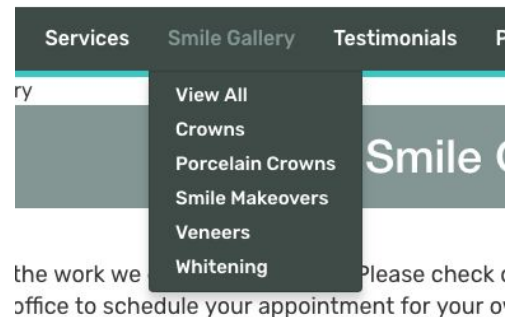 Services Smile Gallery Testimonials P
ry
View All
Crowns
Porcelain Crowns
Smile Makeovers
Veneers
Whitening
Smile
the work we Please check
office to schedule your appointment for your